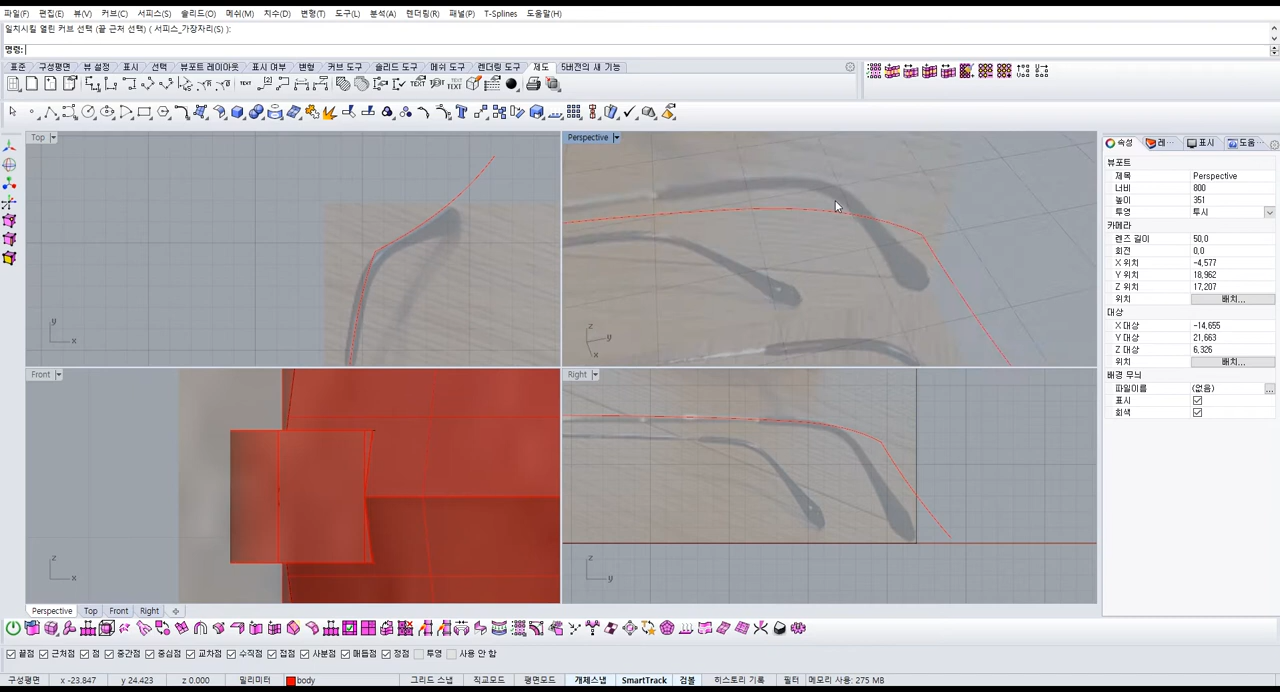 파일(F) 편집(E) 뷰(V) 커브(C) 서피스(S) 솔리드(O) 메쉬(M) 치수(D) 변형(T) 도구(L) 분석(A) 렌더링(R) 패널(P) T-Splines 도움말(H)
일치시킬 열린 커브 선택 (끝 근처 선택) ( 서피스_가장자리(S) ):
명령:
표준 구성평면 뷰 설정 선택 표시 뷰포트 레이아웃 표시 여부 변형 커브 도구 솔리드 도구 메쉬 도구 렌더링 도구 제도 5버전의 새 기능
Top
Perspective
Front
Right
속성 레... 표시 도움...
뷰포트
제목 Perspective
너비 800
높이 351
투영 투시
카메라
렌즈 길이 50,0
회전 0,0
X 위치 -4,577
Y 위치 18,962
Z 위치 17,207
위치 배치...
대상
X 대상 -14,655
Y 대상 21,663
Z 대상 6,326
위치 배치...
배경 무늬
파일이름 (없음) ...
표시
회색
y x
z y x
z x
z y
Perspective Top Front Right
끝점 근처점 점 중간점 중심점 교차점 수직점 접점 사분점 매듭점 정점 투영 사용 안 함
구성평면 x -23.847 y 24.423 z 0.000 밀리미터 body 그리드 스냅 직교모드 평면모드 개체스냅 SmartTrack 검볼 히스토리 기록 필터 메모리 사용: 275 MB